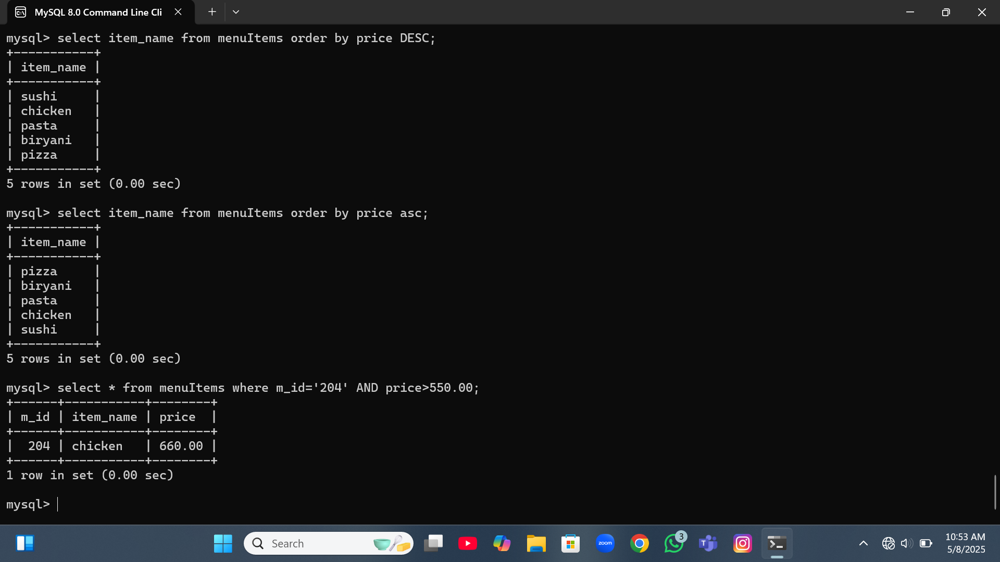 MySQL 8.0 Command Line Cli
mysql> select item_name from menuItems order by price DESC;
+-----------+
| item_name |
+-----------+
| sushi     |
| chicken   |
| pasta     |
| biryani   |
| pizza     |
+-----------+
5 rows in set (0.00 sec)
mysql> select item_name from menuItems order by price asc;
+-----------+
| item_name |
+-----------+
| pizza     |
| biryani   |
| pasta     |
| chicken   |
| sushi     |
+-----------+
5 rows in set (0.00 sec)
mysql> select * from menuItems where m_id='204' AND price>550.00;
+------+-----------+--------+
| m_id | item_name | price  |
+------+-----------+--------+
|  204 | chicken   | 660.00 |
+------+-----------+--------+
1 row in set (0.00 sec)
mysql>
Search
zoom
3
T
10:53 AM
5/8/2025